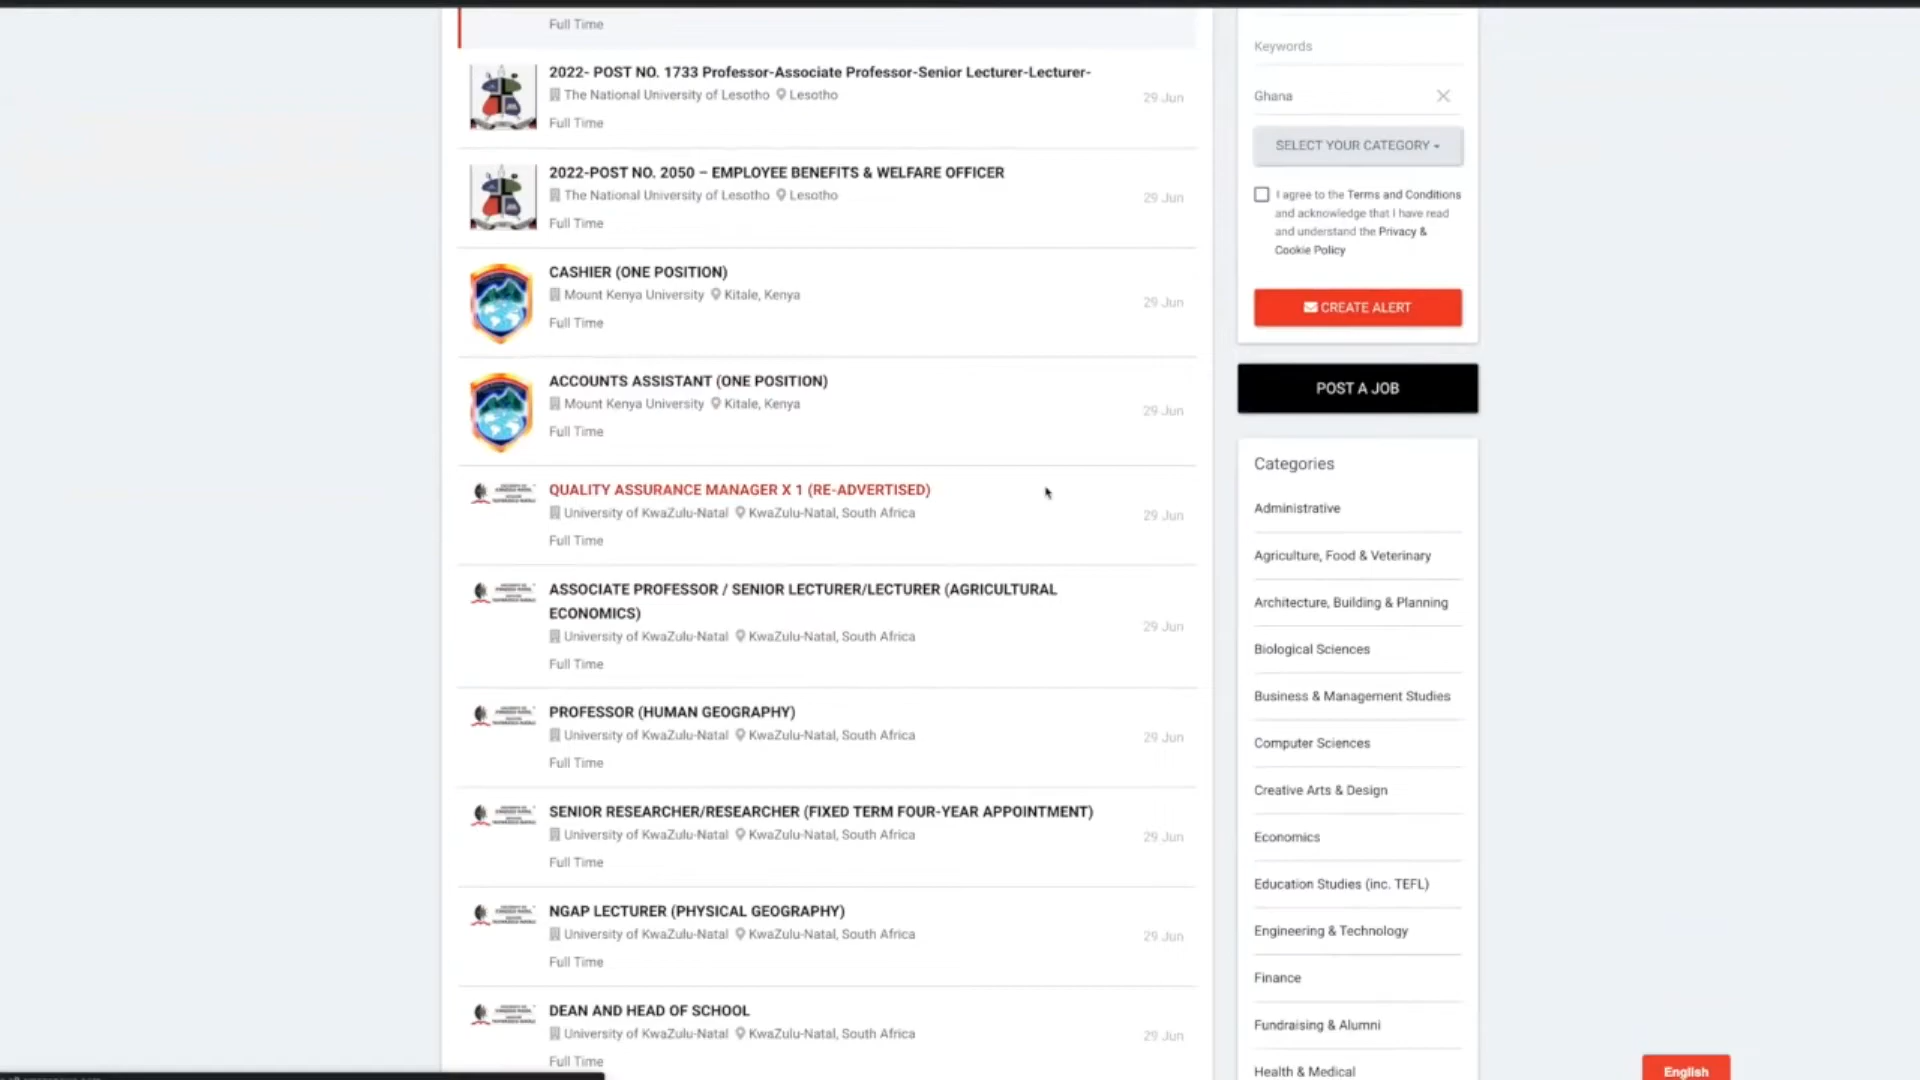 Full Time
2022- POST NO. 1733 Professor-Associate Professor-Senior Lecturer-Lecturer-
The National University of Lesotho Lesotho
29 Jun
Full Time
2022-POST NO. 2050 – EMPLOYEE BENEFITS & WELFARE OFFICER
The National University of Lesotho Lesotho
29 Jun
Full Time
CASHIER (ONE POSITION)
Mount Kenya University Kitale, Kenya
29 Jun
Full Time
ACCOUNTS ASSISTANT (ONE POSITION)
Mount Kenya University Kitale, Kenya
29 Jun
Full Time
QUALITY ASSURANCE MANAGER X 1 (RE-ADVERTISED)
University of KwaZulu-Natal KwaZulu-Natal, South Africa
29 Jun
Full Time
ASSOCIATE PROFESSOR / SENIOR LECTURER/LECTURER (AGRICULTURAL
ECONOMICS)
University of KwaZulu-Natal KwaZulu-Natal, South Africa
29 Jun
Full Time
PROFESSOR (HUMAN GEOGRAPHY)
University of KwaZulu-Natal KwaZulu-Natal, South Africa
29 Jun
Full Time
SENIOR RESEARCHER/RESEARCHER (FIXED TERM FOUR-YEAR APPOINTMENT)
University of KwaZulu-Natal KwaZulu-Natal, South Africa
29 Jun
Full Time
NGAP LECTURER (PHYSICAL GEOGRAPHY)
University of KwaZulu-Natal KwaZulu-Natal, South Africa
29 Jun
Full Time
DEAN AND HEAD OF SCHOOL
University of KwaZulu-Natal KwaZulu-Natal, South Africa
29 Jun
Full Time
Keywords
Ghana
SELECT YOUR CATEGORY
I agree to the Terms and Conditions
and acknowledge that I have read
and understand the Privacy &
Cookie Policy
CREATE ALERT
POST A JOB
Categories
Administrative
Agriculture, Food & Veterinary
Architecture, Building & Planning
Biological Sciences
Business & Management Studies
Computer Sciences
Creative Arts & Design
Economics
Education Studies (inc. TEFL)
Engineering & Technology
Finance
Fundraising & Alumni
Health & Medical
English